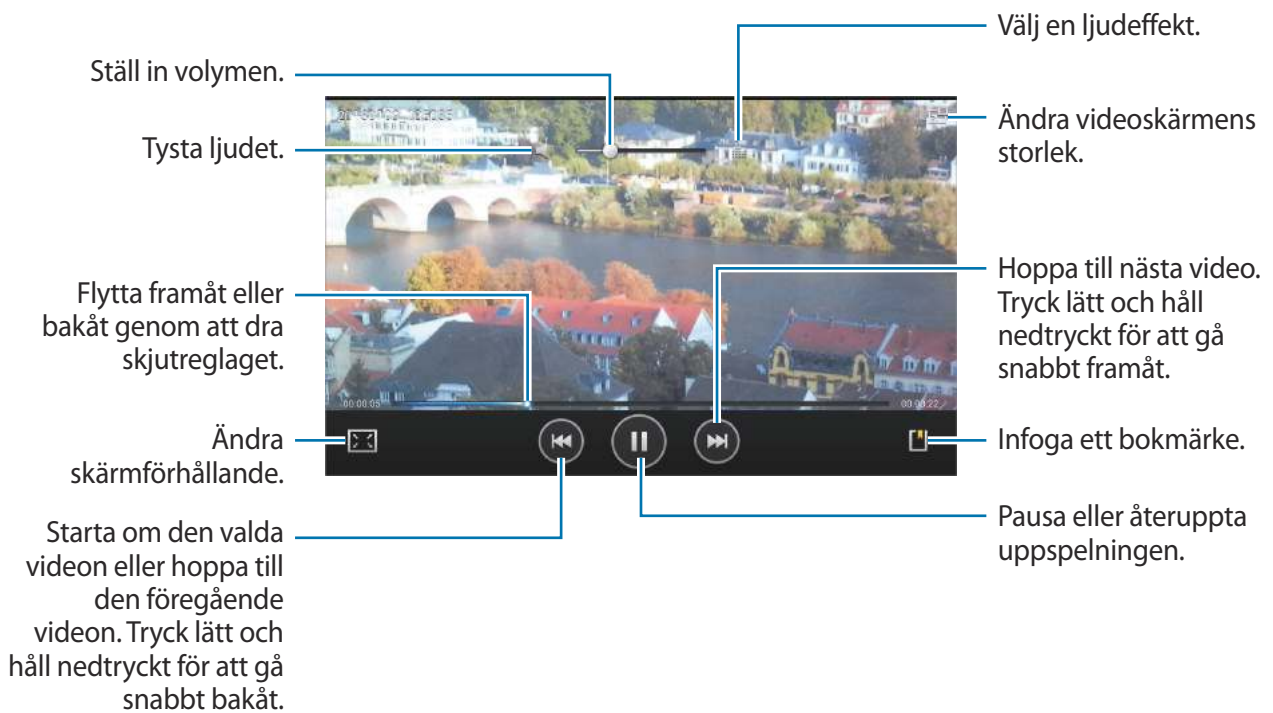 Välj en ljudeffekt.
Ställ in volymen.
Ändra videoskärmens
storlek.
Tysta ljudet.
Hoppa till nästa video.
Tryck lätt och håll
nedtryckt för att gå
snabbt framåt.
Flytta framåt eller
bakåt genom att dra
skjutreglaget.
00:00:05
00:00:22
Ändra
skärmförhållande.
Infoga ett bokmärke.
Pausa eller återuppta
uppspelningen.
Starta om den valda
videon eller hoppa till
den föregående
videon. Tryck lätt och
håll nedtryckt för att gå
snabbt bakåt.